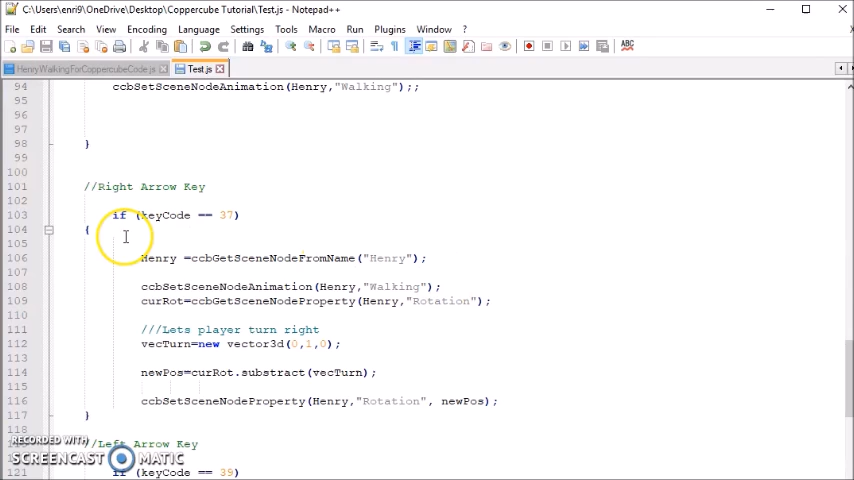 C:\Users\enri9\OneDrive\Desktop\Coppercube Tutorial\Test.js - Notepad++
File Edit Search View Encoding Language Settings Tools Macro Run Plugins Window ?
HenryWalkingForCoppercubeCode.js Test.js
94 ccbSetSceneNodeAnimation(Henry,"Walking");;
95
96
97
98 }
99
100
101 //Right Arrow Key
102
103 if (keyCode == 37)
104 {
105
106 Henry =ccbGetSceneNodeFromName("Henry");
107
108 ccbSetSceneNodeAnimation(Henry,"Walking");
109 curRot=ccbGetSceneNodeProperty(Henry,"Rotation");
110
111 ///Lets player turn right
112 vecTurn=new vector3d(0,1,0);
113
114 newPos=curRot.substract(vecTurn);
115
116 ccbSetSceneNodeProperty(Henry,"Rotation", newPos);
117 }
//Left Arrow Key
121 if (keyCode == 39)
RECORDED WITH
SCREENCAST MATIC